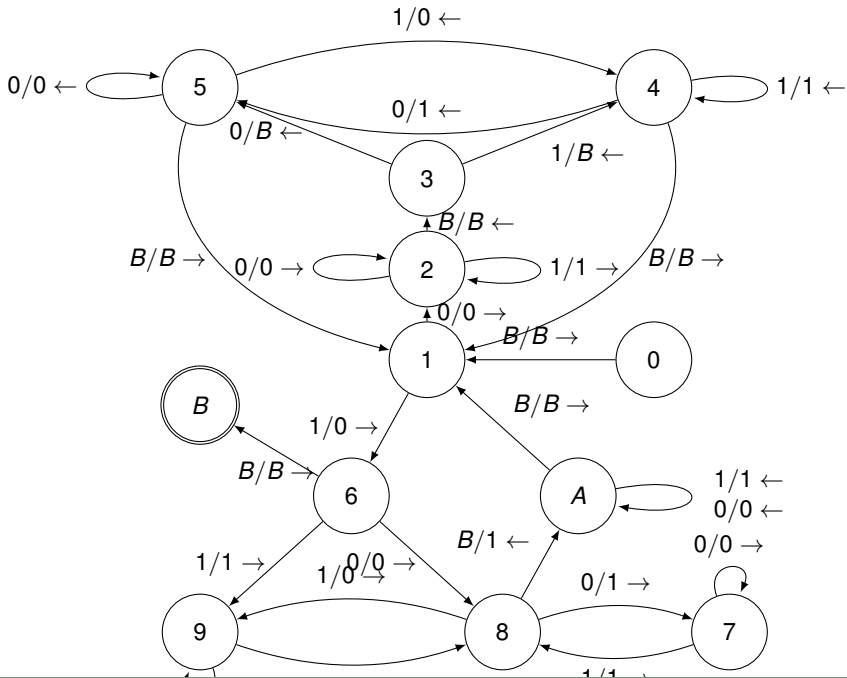 1/0 ←
0/0 ←
5
4
1/1 ←
0/1 ←
0/B ←
1/B ←
3
B/B ←
B/B →
0/0 →
2
1/1 →
B/B →
0/0 →
B/B →
1
0
B
B/B →
1/0 →
B/B →
6
A
1/1 ←
0/0 ←
B/1 ←
0/0 →
1/1 →
0/0 →
1/0 →
0/1 →
9
8
7
1/1 →